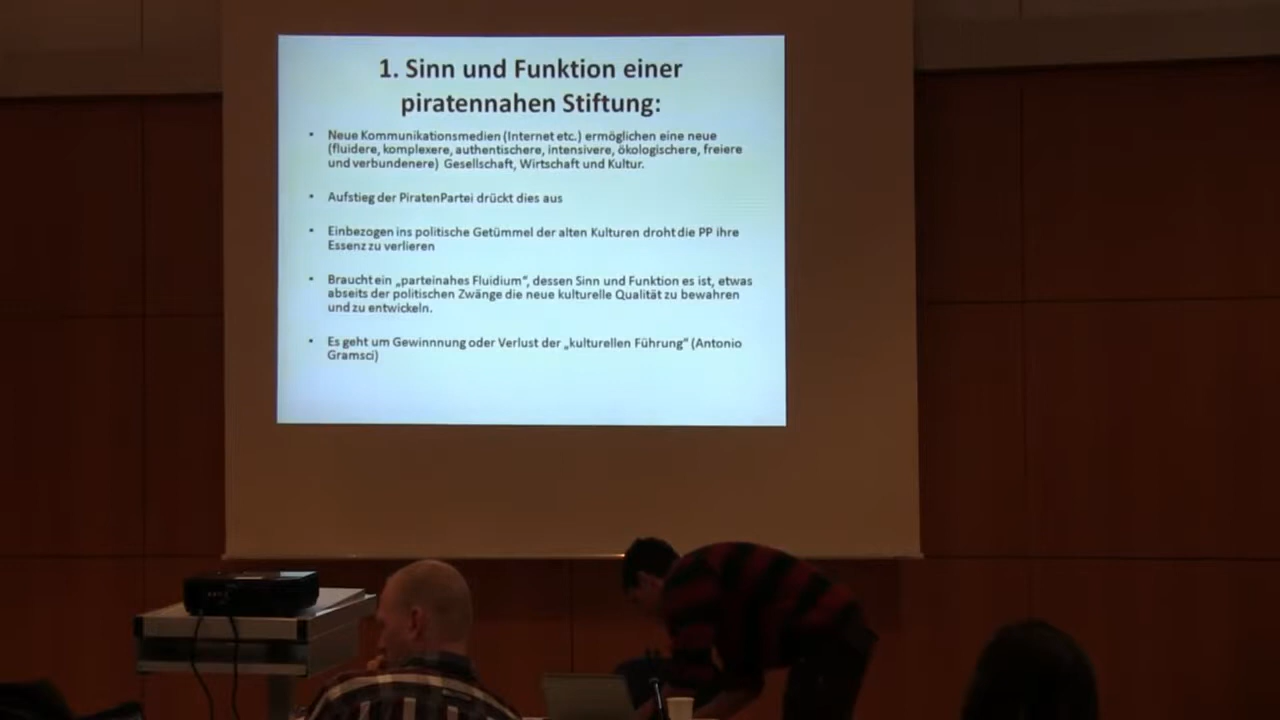 1. Sinn und Funktion einer
piratennahen Stiftung:
• Neue Kommunikationsmedien (Internet etc.) ermöglichen eine neue
(fluidere, komplexere, authentischere, intensivere, ökologischere, freiere
und verbundenere) Gesellschaft, Wirtschaft und Kultur.
• Aufstieg der PiratenPartei drückt dies aus
• Einbezogen ins politische Getümmel der alten Kulturen droht die PP ihre
Essenz zu verlieren
• Braucht ein „parteinahes Fluidium“, dessen Sinn und Funktion es ist, etwas
abseits der politischen Zwänge die neue kulturelle Qualität zu bewahren
und zu entwickeln.
• Es geht um Gewinnnung oder Verlust der „kulturellen Führung“ (Antonio
Gramsci)